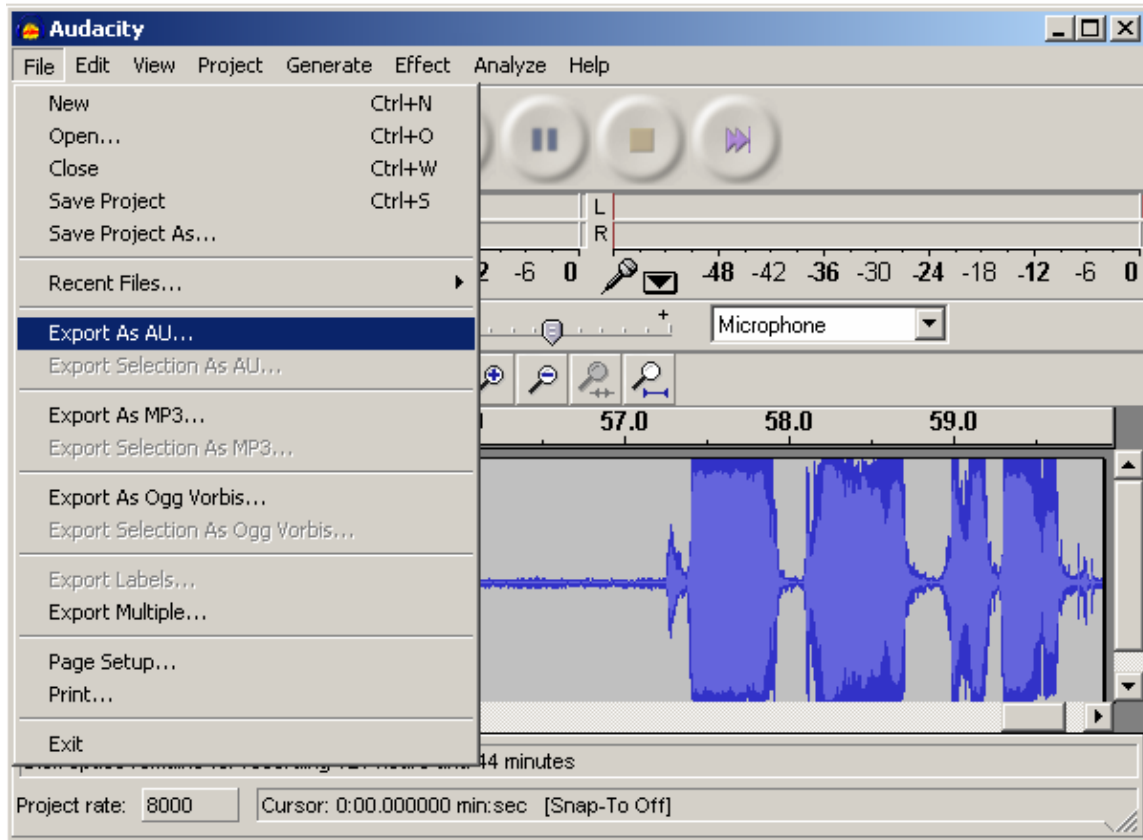 Audacity
File Edit View Project Generate Effect Analyze Help
New Ctrl+N
Open... Ctrl+O
Close Ctrl+W
Save Project Ctrl+S
Save Project As...
Recent Files...
Export As AU...
Export Selection As AU...
Export As MP3...
Export Selection As MP3...
Export As Ogg Vorbis...
Export Selection As Ogg Vorbis...
Export Labels...
Export Multiple...
Page Setup...
Print...
Exit
L
R
-6 0 -48 -42 -36 -30 -24 -18 -12 -6 0
+
Microphone
57.0 58.0 59.0
44 minutes
Project rate: 8000 Cursor: 0:00.000000 min:sec [Snap-To Off]